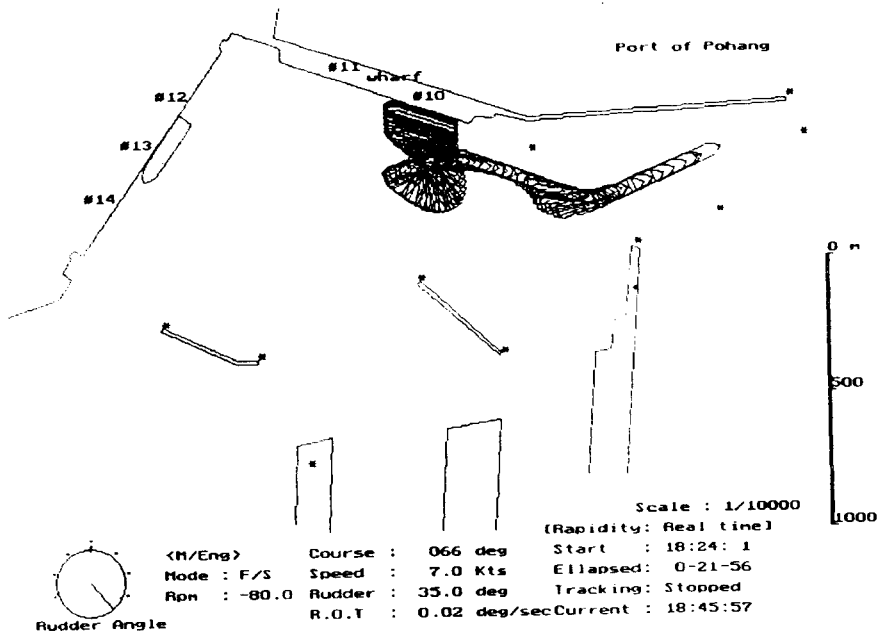 Port of Pohang
#11
wharf
#10
#12
#13
#14
0 m
500
1000
Scale : 1/10000
[Rapidity: Real time]
<M/Eng> Course : 066 deg Start : 18:24: 1
Mode : F/S Speed : 7.0 Kts Ellapsed: 0-21-56
Rpm : -80.0 Rudder : 35.0 deg Tracking: Stopped
R.O.T : 0.02 deg/sec Current : 18:45:57
Rudder Angle